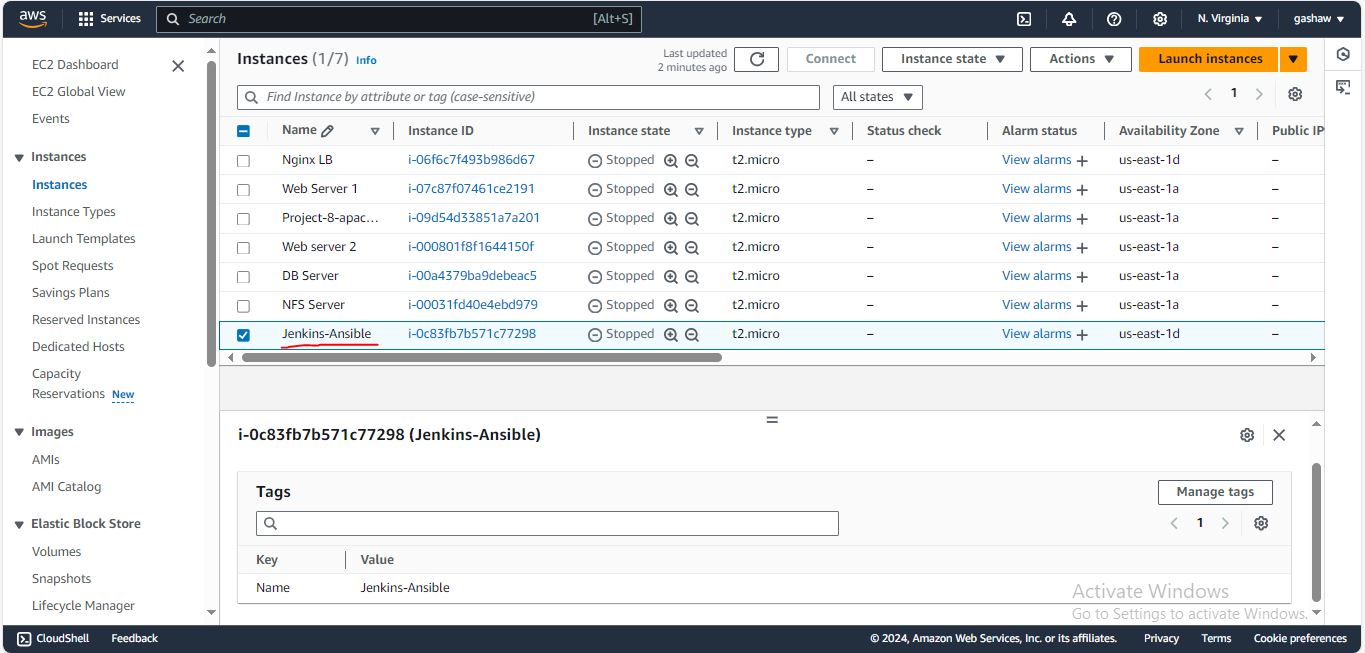 aws Services Search [Alt+S] N. Virginia gashaw
EC2 Dashboard
EC2 Global View
Events
Instances
Instances
Instance Types
Launch Templates
Spot Requests
Savings Plans
Reserved Instances
Dedicated Hosts
Capacity
Reservations New
Images
AMIs
AMI Catalog
Elastic Block Store
Volumes
Snapshots
Lifecycle Manager
Instances (1/7) Info
Last updated
2 minutes ago
Connect Instance state Actions Launch instances
Find Instance by attribute or tag (case-sensitive) All states 1
Name Instance ID Instance state Instance type Status check Alarm status Availability Zone Public IP
Nginx LB i-06f6c7f493b986d67 Stopped t2.micro – View alarms + us-east-1d –
Web Server 1 i-07c87f07461ce2191 Stopped t2.micro – View alarms + us-east-1a –
Project-8-apac... i-09d54d33851a7a201 Stopped t2.micro – View alarms + us-east-1a –
Web server 2 i-000801f8f1644150f Stopped t2.micro – View alarms + us-east-1a –
DB Server i-00a4379ba9debeac5 Stopped t2.micro – View alarms + us-east-1a –
NFS Server i-00031fd40e4ebd979 Stopped t2.micro – View alarms + us-east-1a –
Jenkins-Ansible i-0c83fb7b571c77298 Stopped t2.micro – View alarms + us-east-1d –
i-0c83fb7b571c77298 (Jenkins-Ansible)
Tags Manage tags
1
Key Value
Name Jenkins-Ansible
Activate Windows
Go to Settings to activate Windows.
CloudShell Feedback © 2024, Amazon Web Services, Inc. or its affiliates. Privacy Terms Cookie preferences